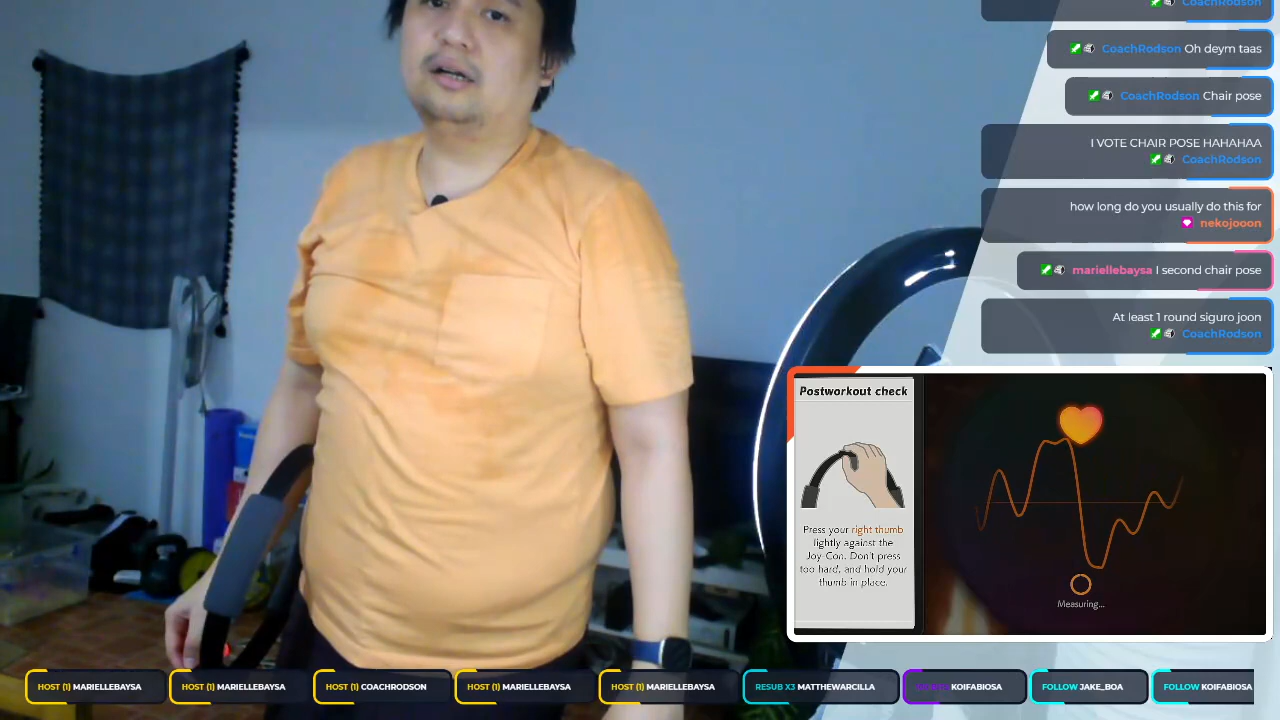 CoachRodson
CoachRodson Oh deym taas
CoachRodson Chair pose
I VOTE CHAIR POSE HAHAHAA
CoachRodson
how long do you usually do this for
nekojooon
mariellebaysa I second chair pose
At least 1 round siguro joon
CoachRodson
Postworkout check
Press your right thumb
lightly against the
Joy-Con. Don't press
too hard, and hold your
thumb in place.
Measuring...
HOST (1) MARIELLEBAYSA
HOST (1) MARIELLEBAYSA
HOST (1) COACHRODSON
HOST (1) MARIELLEBAYSA
HOST (1) MARIELLEBAYSA
RESUB X3 MATTHEWARCILLA
KOIFABIOSA
FOLLOW JAKE_BOA
FOLLOW KOIFABIOSA